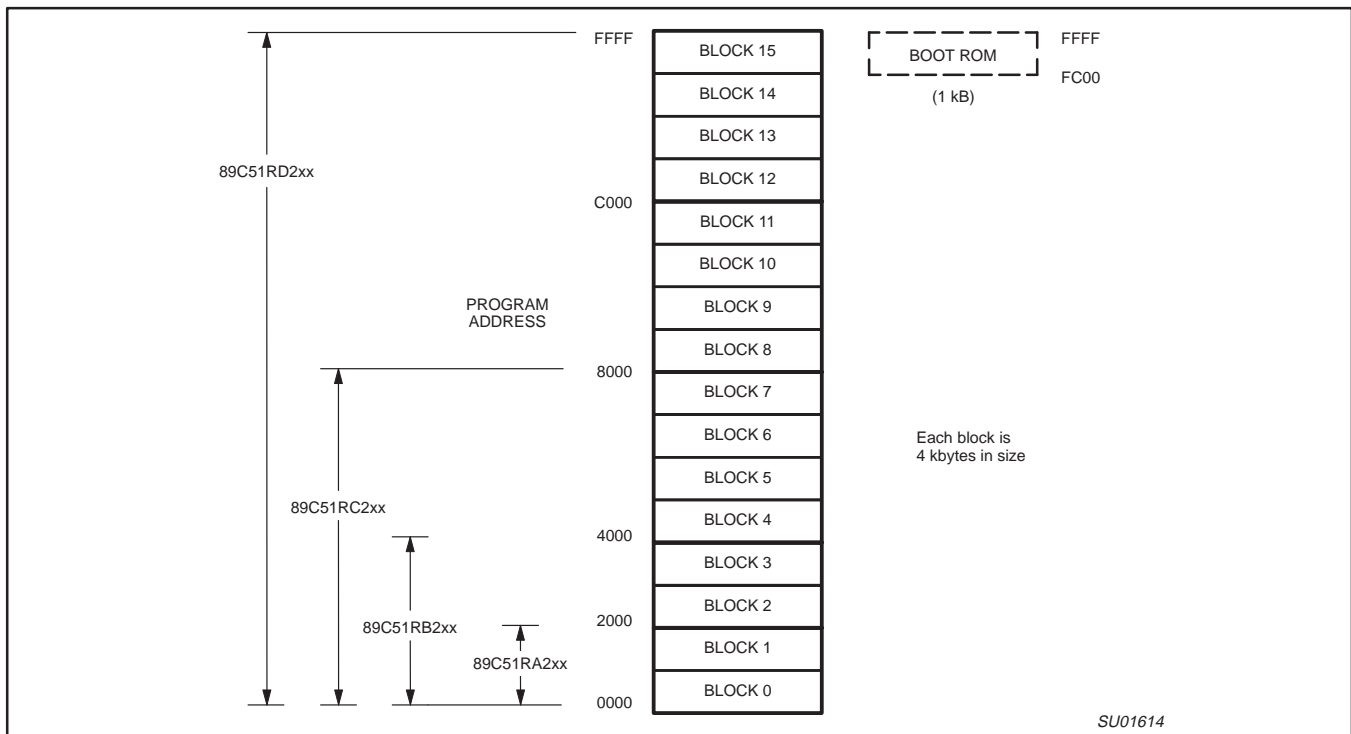 FFFF
BLOCK 15
BOOT ROM
FFFF
FC00
(1 kB)
BLOCK 14
BLOCK 13
89C51RD2xx
BLOCK 12
C000
BLOCK 11
BLOCK 10
PROGRAM
ADDRESS
BLOCK 9
BLOCK 8
8000
BLOCK 7
BLOCK 6
Each block is
4 kbytes in size
BLOCK 5
89C51RC2xx
BLOCK 4
4000
BLOCK 3
BLOCK 2
2000
89C51RB2xx
BLOCK 1
89C51RA2xx
BLOCK 0
0000
SU01614